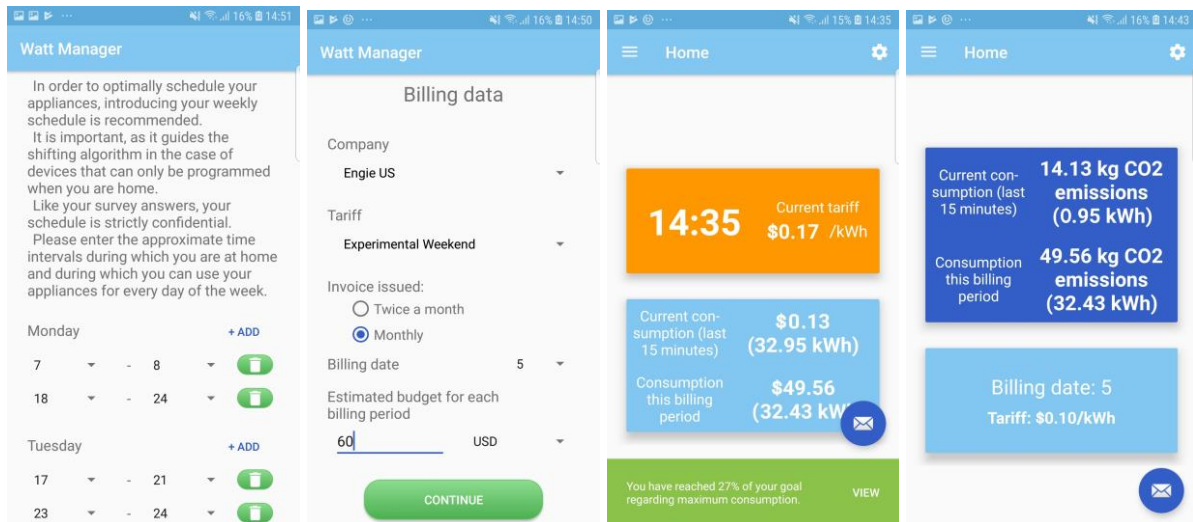 14:51
16%
Watt Manager
In order to optimally schedule your
appliances, introducing your weekly
schedule is recommended.
It is important, as it guides the
shifting algorithm in the case of
devices that can only be programmed
when you are home.
Like your survey answers, your
schedule is strictly confidential.
Please enter the approximate time
intervals during which you are at home
and during which you can use your
appliances for every day of the week.
Monday + ADD
7 - 8
18 - 24
Tuesday + ADD
17 - 21
23 - 24
16% 14:50
Watt Manager
Billing data
Company
Engie US
Tariff
Experimental Weekend
Invoice issued:
Twice a month
Monthly
Billing date 5
Estimated budget for each
billing period
60 USD
CONTINUE
15% 14:35
Home
14:35
Current tariff
$0.17 /kWh
Current con-
sumption (last
15 minutes)
$0.13
(32.95 kWh)
Consumption
this billing
period
$49.56
(32.43 kW
You have reached 27% of your goal
regarding maximum consumption.
VIEW
16% 14:43
Home
Current con-
sumption (last
15 minutes)
14.13 kg CO2
emissions
(0.95 kWh)
Consumption
this billing
period
49.56 kg CO2
emissions
(32.43 kWh)
Billing date: 5
Tariff: $0.10/kWh